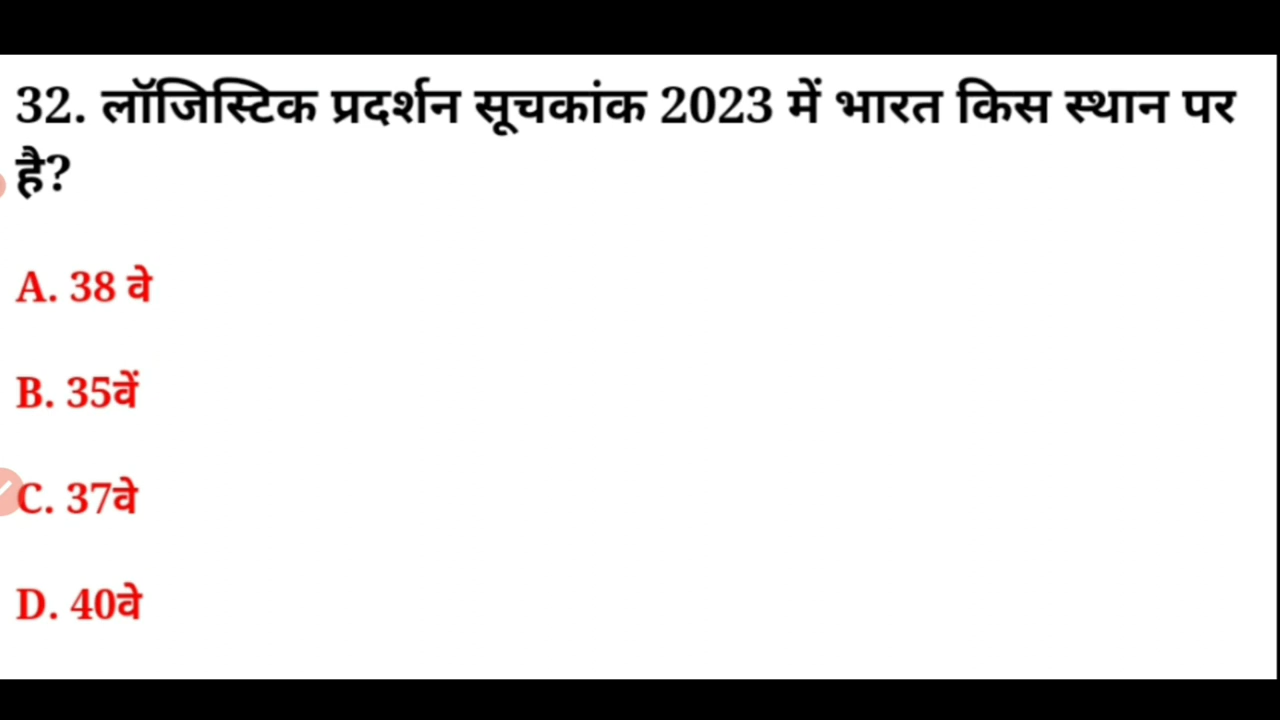 32. लॉजिस्टिक प्रदर्शन सूचकांक 2023 में भारत किस स्थान पर
है?
A. 38 वे
B. 35वें
C. 37वे
D. 40वे